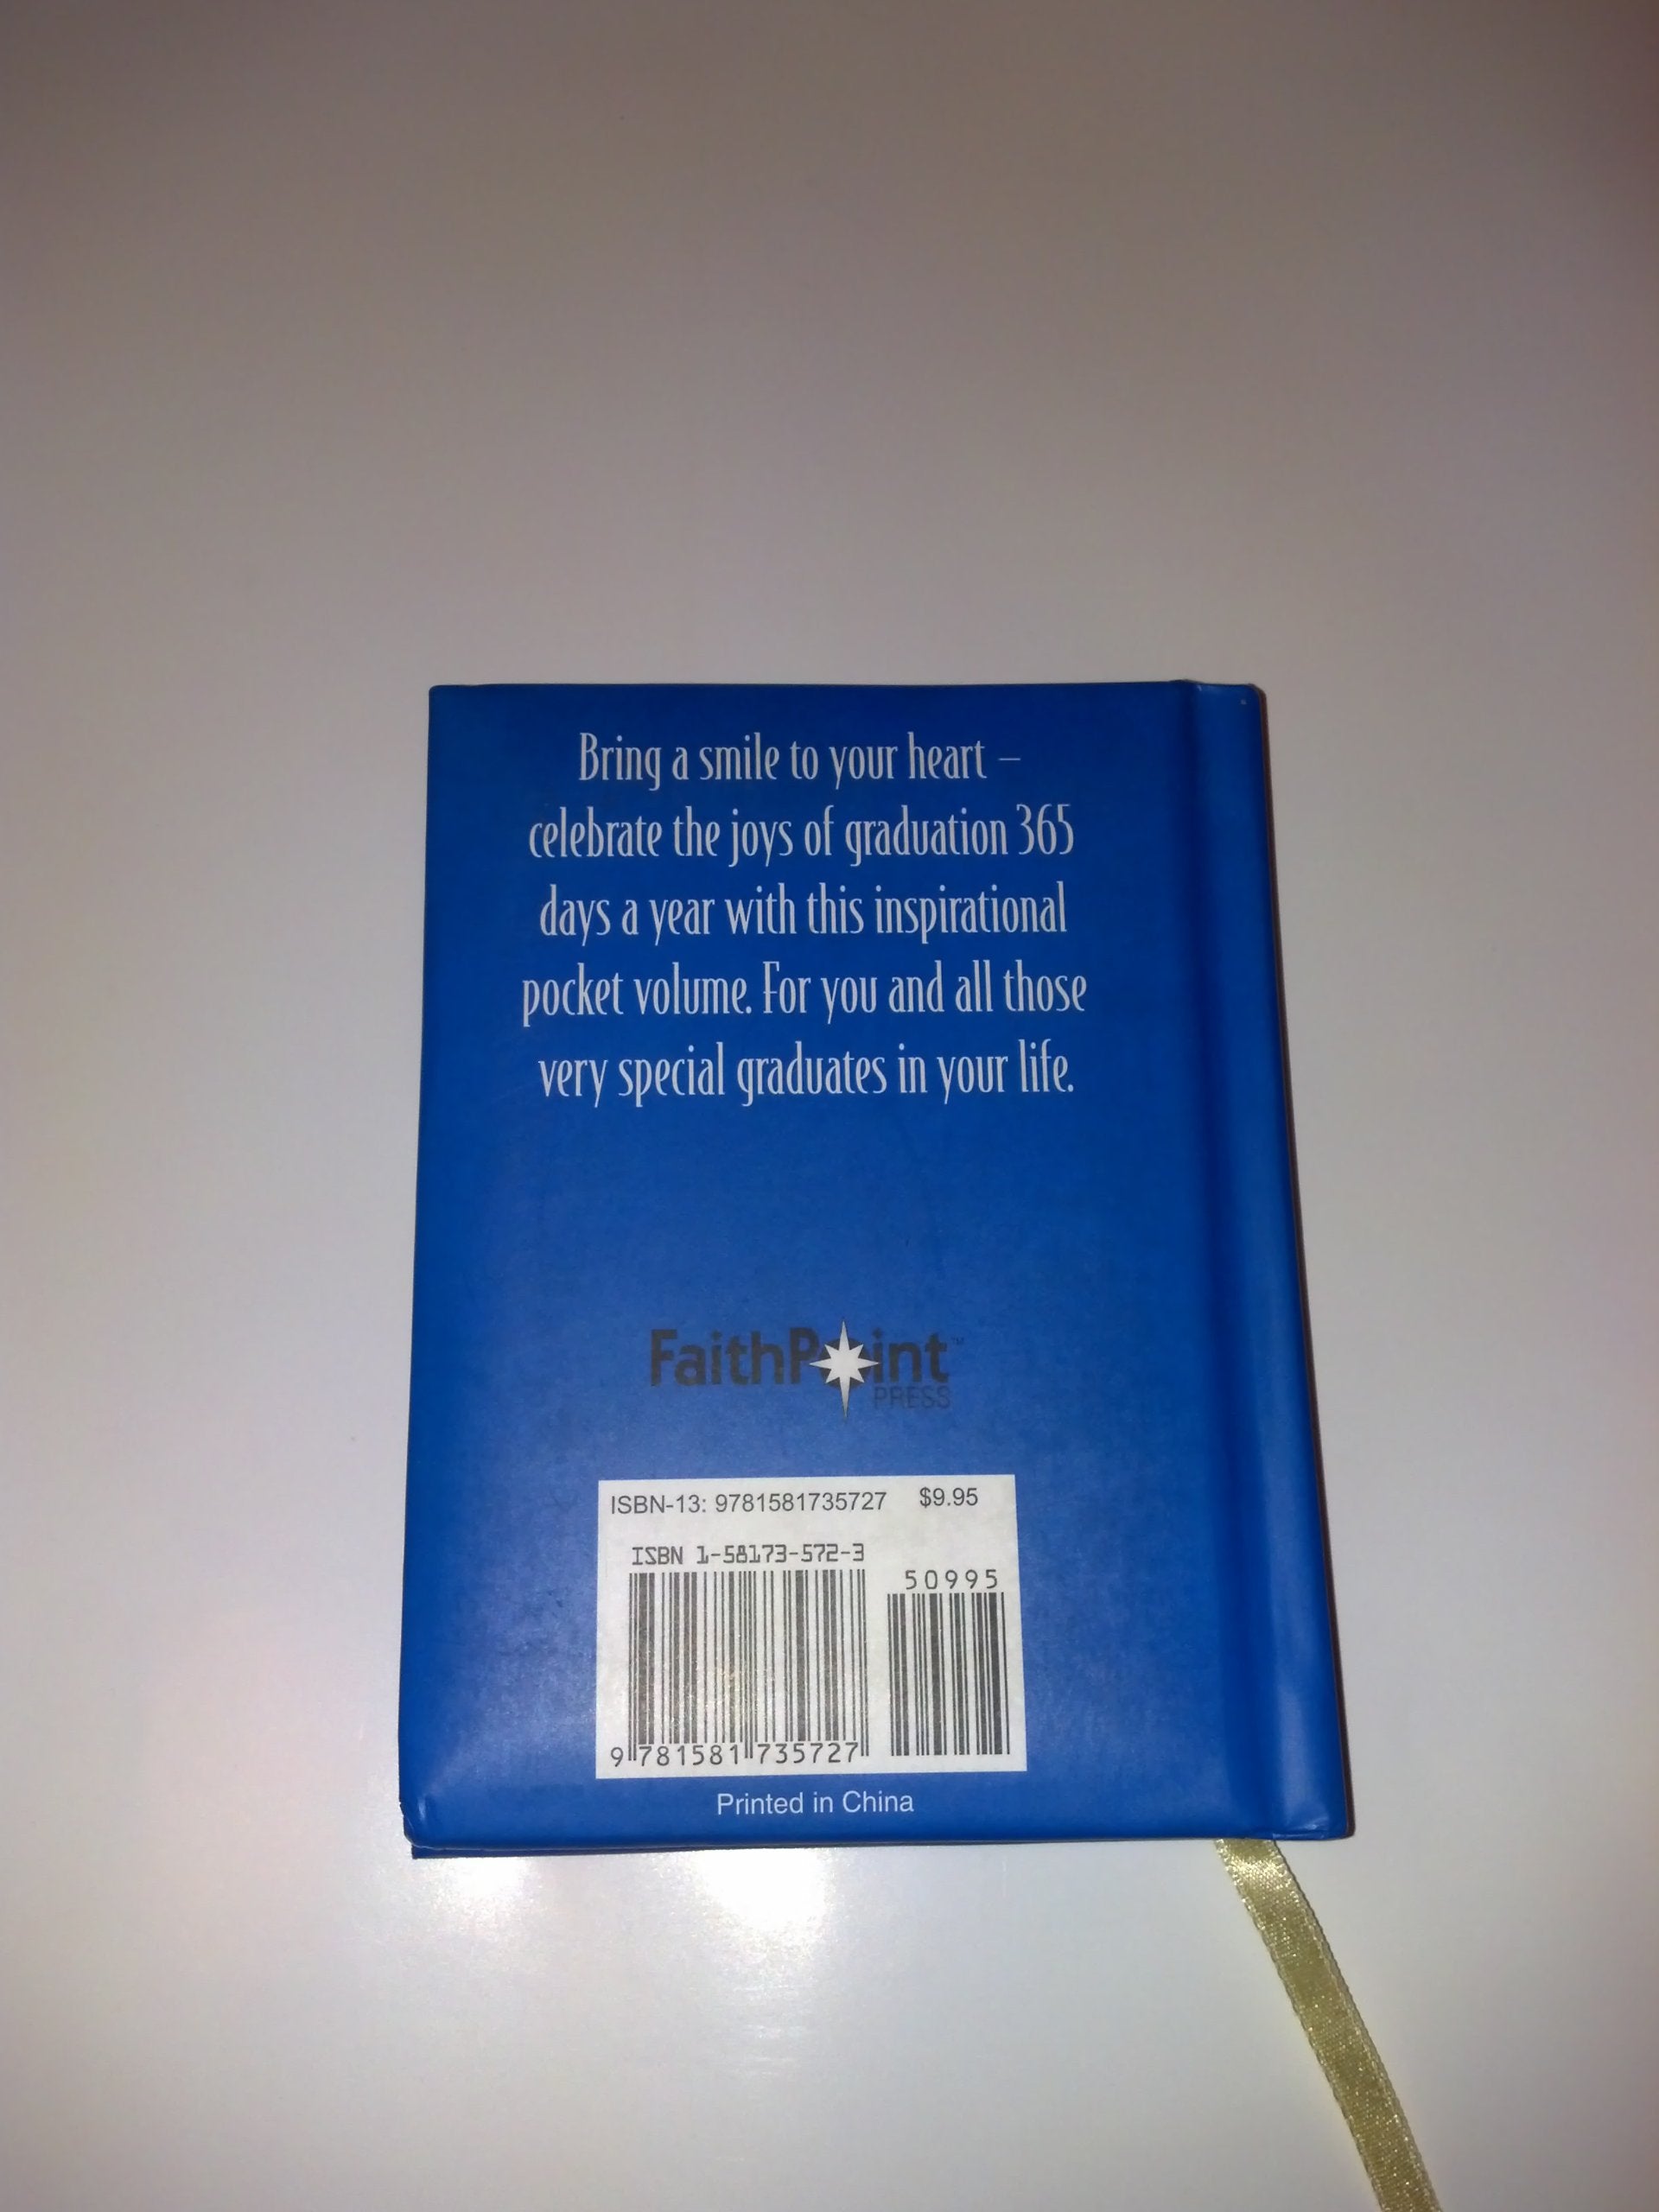 Bring a smile to your heart –
celebrate the joys of graduation 365
days a year with this inspirational
pocket volume. For you and all those
very special graduates in your life.
FaithPoint™
PRESS
ISBN-13: 9781581735727 $9.95
ISBN 1-58173-572-3
50995
9 781581 735727
Printed in China